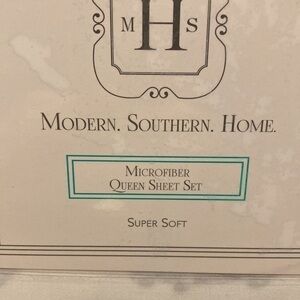 M H S
MODERN. SOUTHERN. HOME.
MICROFIBER
QUEEN SHEET SET
SUPER SOFT